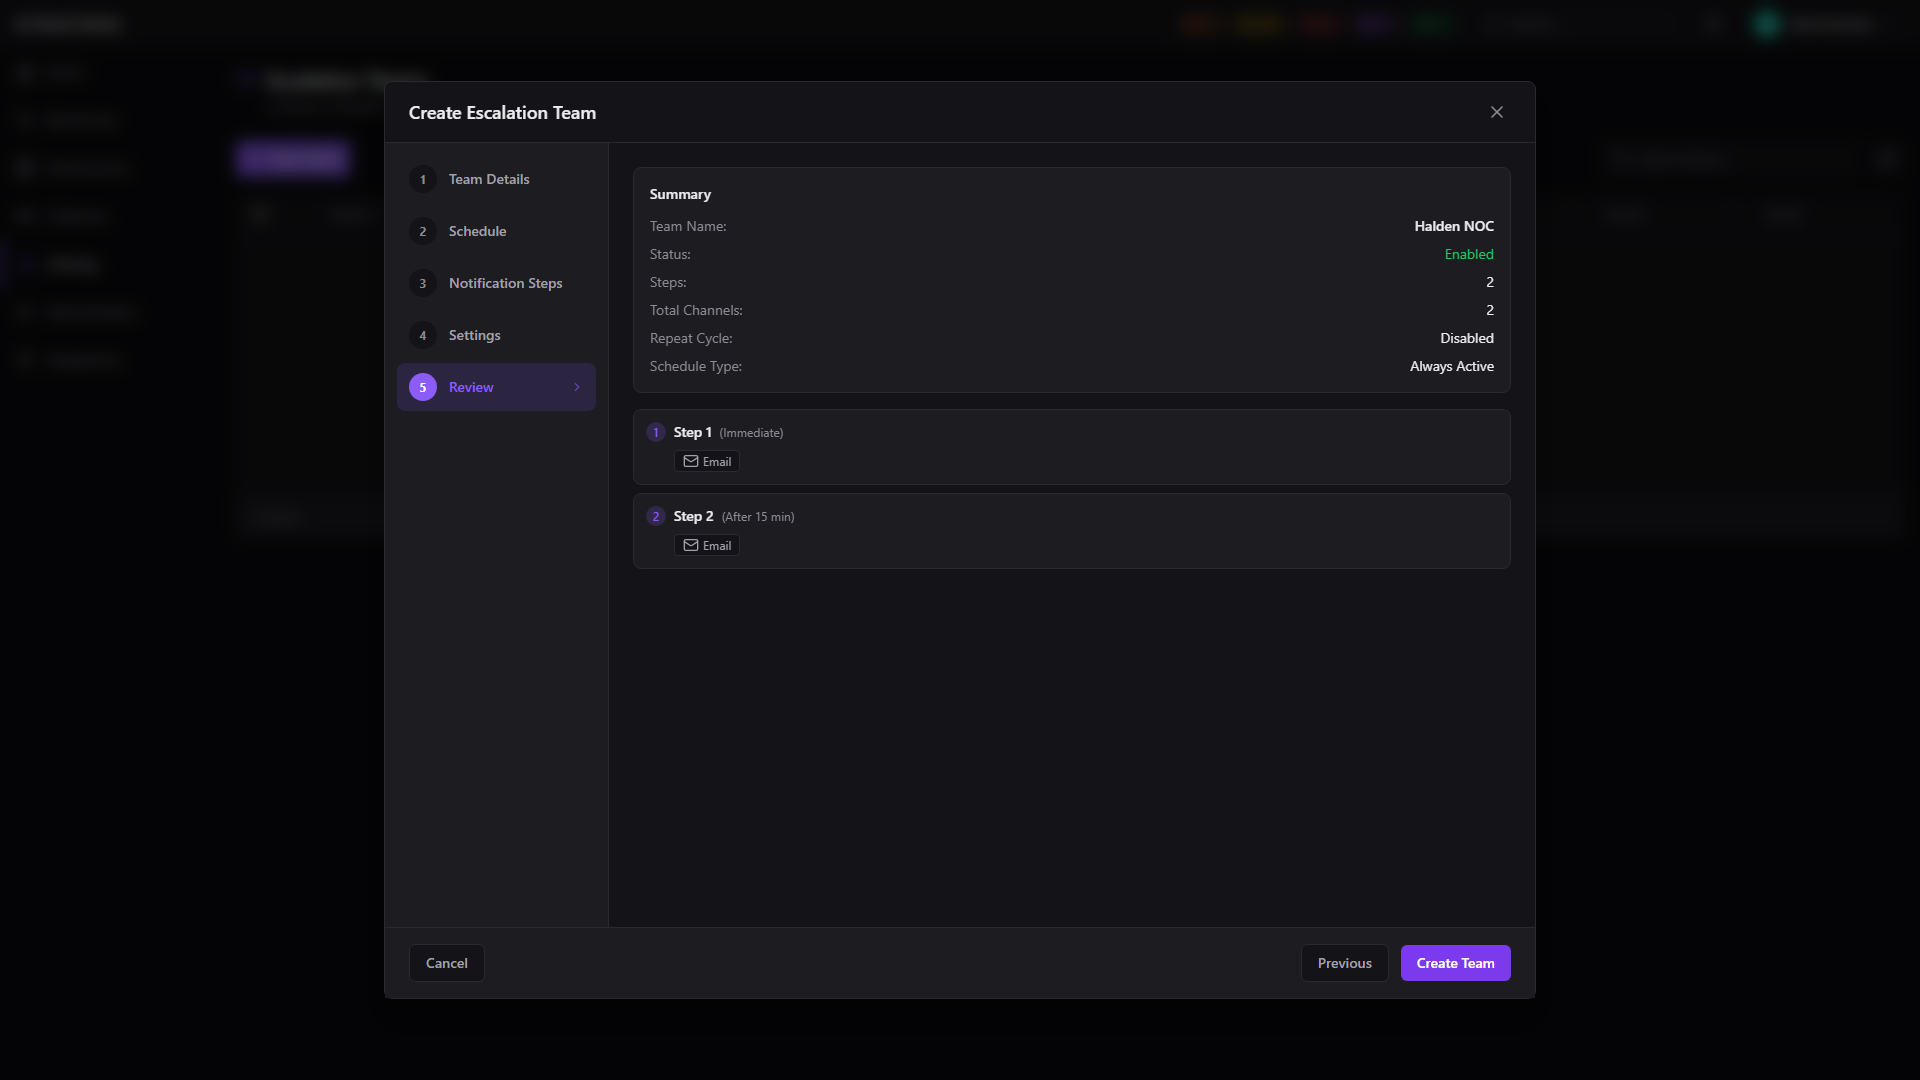 Create Escalation Team
1 Team Details
2 Schedule
3 Notification Steps
4 Settings
5 Review
Summary
Team Name: Halden NOC
Status: Enabled
Steps: 2
Total Channels: 2
Repeat Cycle: Disabled
Schedule Type: Always Active
1 Step 1 (Immediate)
Email
2 Step 2 (After 15 min)
Email
Cancel
Previous
Create Team